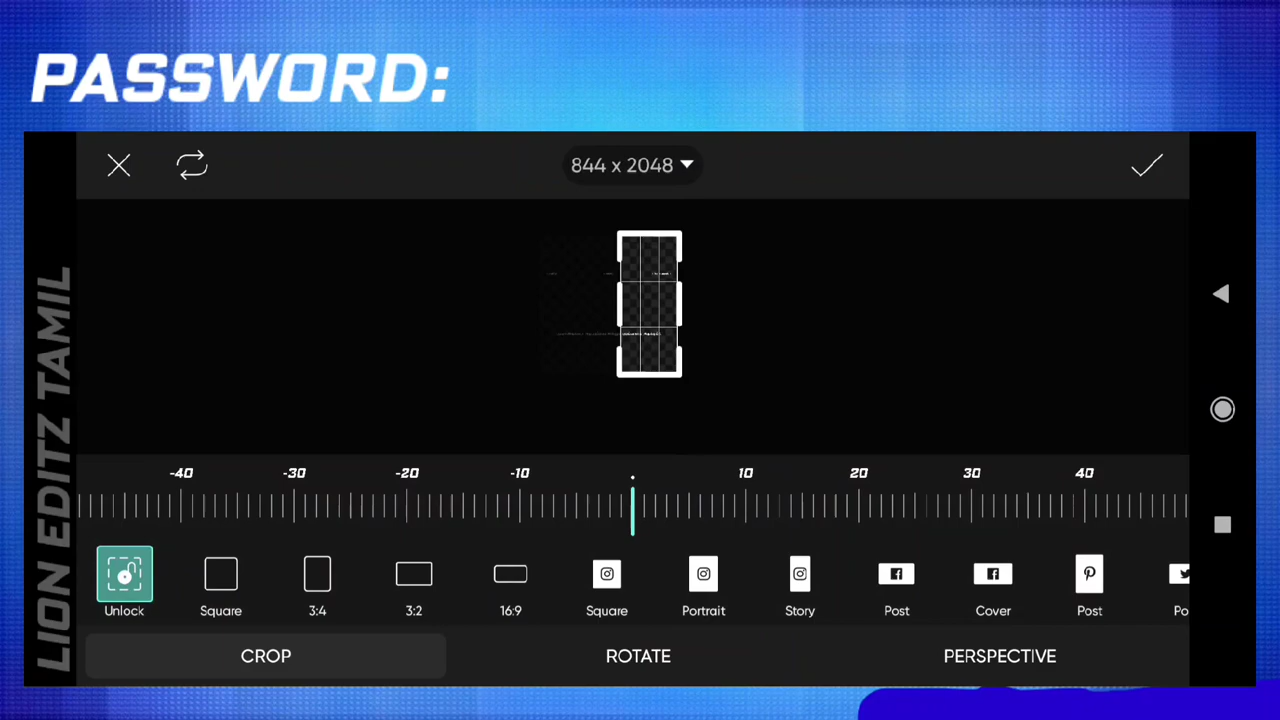 PASSWORD:
844 x 2048
LION EDITZ TAMIL
-40 -30 -20 -10 10 20 30 40
Unlock Square 3:4 3:2 16:9 Square Portrait Story Post Cover Post Po
CROP ROTATE PERSPECTIVE